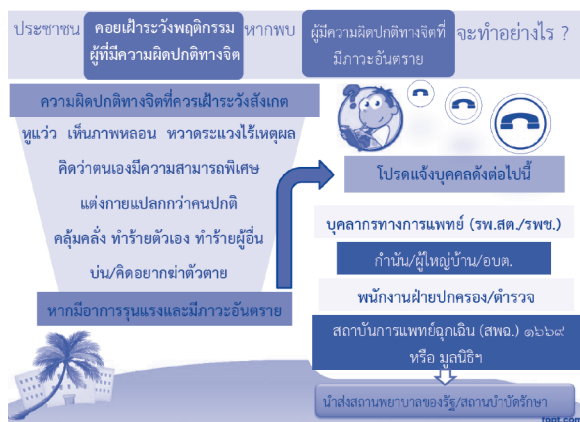 ประชาชน คอยเฝ้าระวังพฤติกรรม หากพบ ผู้มีความผิดปกติทางจิตที่ จะทำอย่างไร ?
ผู้ที่มีความผิดปกติทางจิต มีภาวะอันตราย
ความผิดปกติทางจิตที่ควรเฝ้าระวังสังเกต
หูแว่ว เห็นภาพหลอน หวาดระแวงไร้เหตุผล
คิดว่าตนเองมีความสามารถพิเศษ
แต่งกายแปลกกว่าคนปกติ
คลุ้มคลั่ง ทำร้ายตัวเอง ทำร้ายผู้อื่น
บ่น/คิดอยากฆ่าตัวตาย
หากมีอาการรุนแรงและมีภาวะอันตราย
โปรดแจ้งบุคคลดังต่อไปนี้
บุคลากรทางการแพทย์ (รพ.สต./รพช.)
กำนัน/ผู้ใหญ่บ้าน/อบต.
พนักงานฝ่ายปกครอง/ตำรวจ
สถาบันการแพทย์ฉุกเฉิน (สพฉ.) ๑๖๖๙
หรือ มูลนิธิฯ
นำส่งสถานพยาบาลของรัฐ/สถานบำบัดรักษา